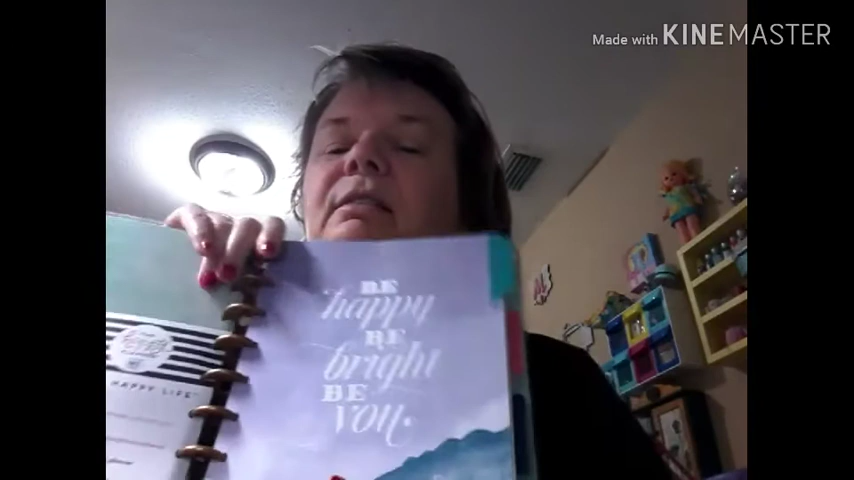 Made with KINEMASTER
BE
happy
BE
bright
BE
YOU.
HAPPY LIFE